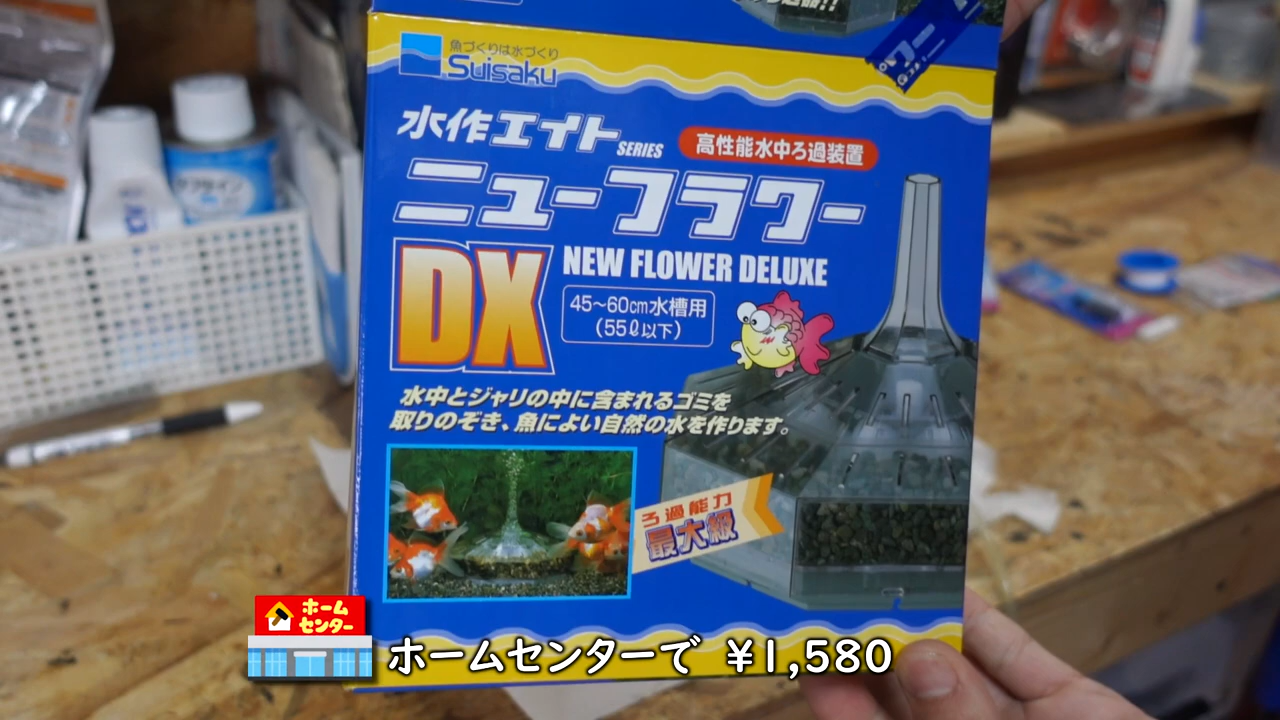 魚づくりは水づくり
Suisaku
水作エイト SERIES
高性能水中ろ過装置
ニューフラワー
DX
NEW FLOWER DELUXE
45～60cm水槽用
(55ℓ以下)
水中とジャリの中に含まれるゴミを
取りのぞき、魚によい自然の水を作ります。
ろ過能力
最大級
ホーム
センター
ホームセンターで ¥1,580